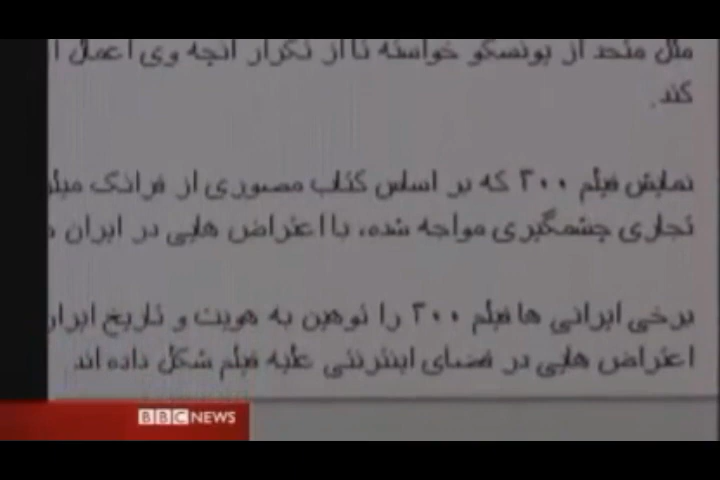 ملل متحد از یونسکو خواسته تا از تکرار آنچه وی اعمال
کند.
نمایش فیلم ۳۰۰ که بر اساس کتاب مصوری از فرانک میلر
تجاری چشمگیری مواجه شده، با اعتراض هایی در ایران
برخی ایرانی ها فیلم ۳۰۰ را توهین به هویت و تاریخ ایران
اعتراض هایی در فضای اینترنتی علیه فیلم شکل داده اند
BBC NEWS